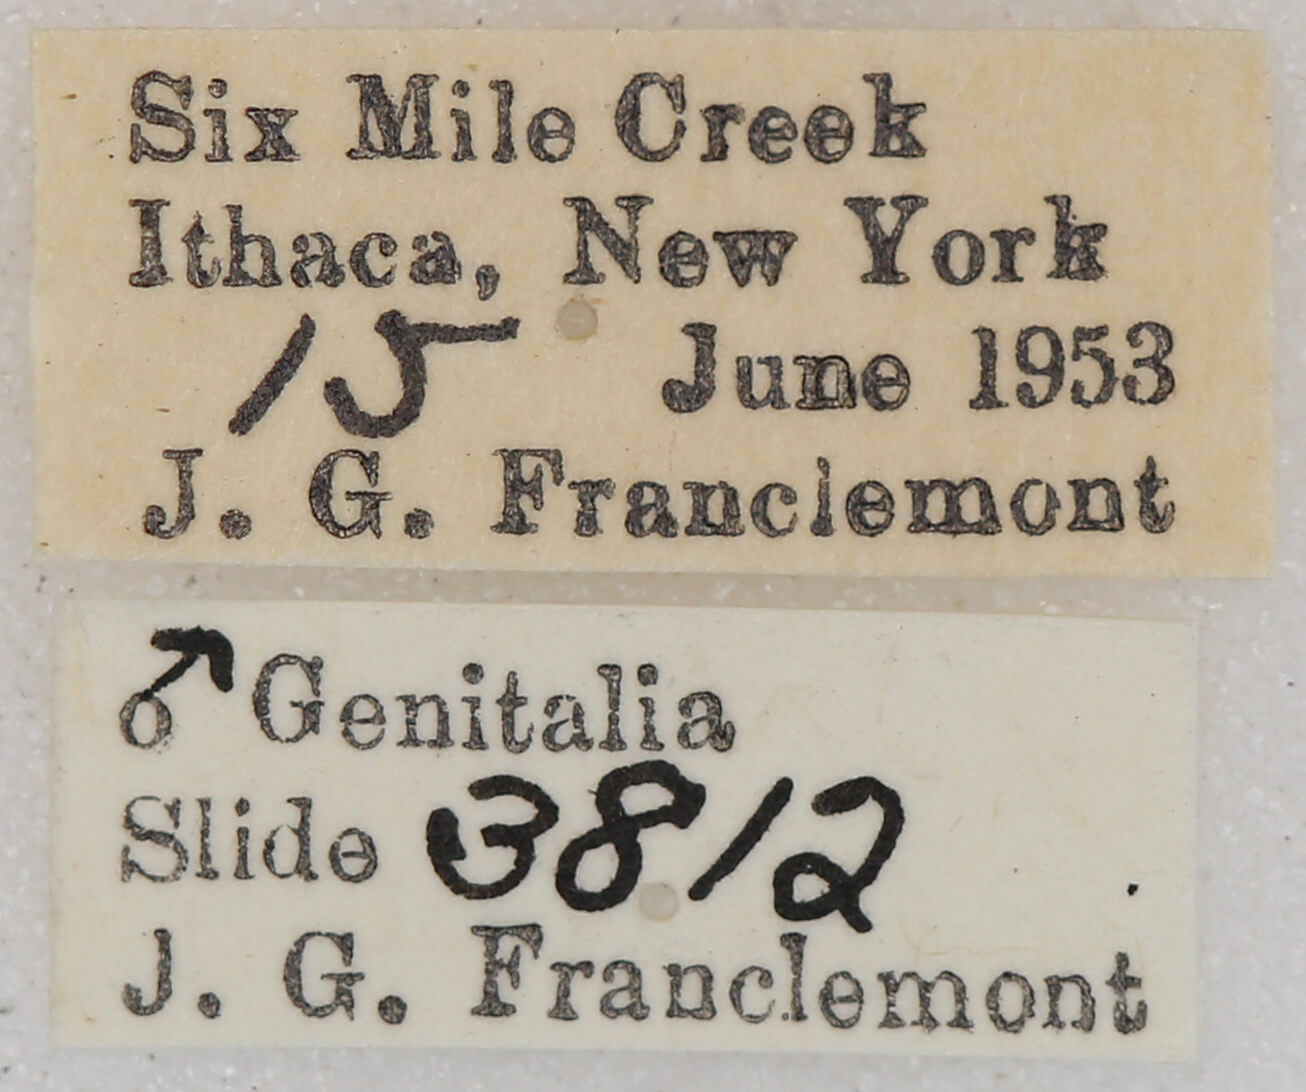 Six Mile Creek
Ithaca, New York
15 June 1953
J. G. Franclemont
♂ Genitalia
Slide 3812
J. G. Franclemont